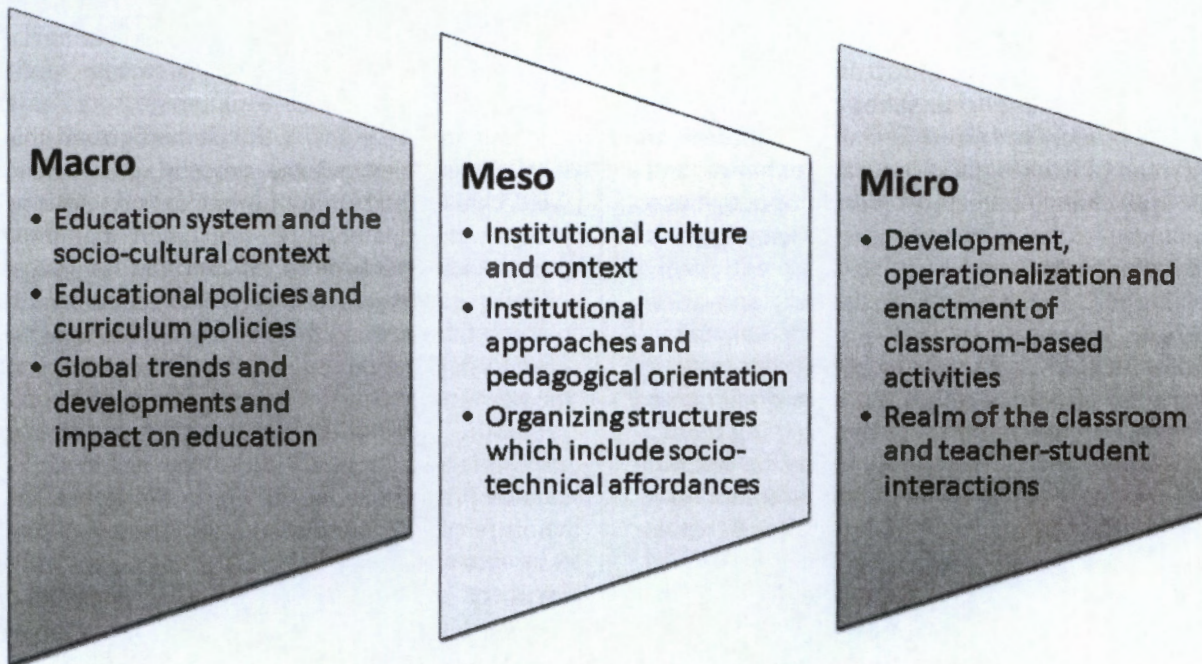 Macro
• Education system and the
socio-cultural context
• Educational policies and
curriculum policies
• Global trends and
developments and
impact on education
Meso
• Institutional culture
and context
• Institutional
approaches and
pedagogical orientation
• Organizing structures
which include socio-
technical affordances
Micro
• Development,
operationalization and
enactment of
classroom-based
activities
• Realm of the classroom
and teacher-student
interactions